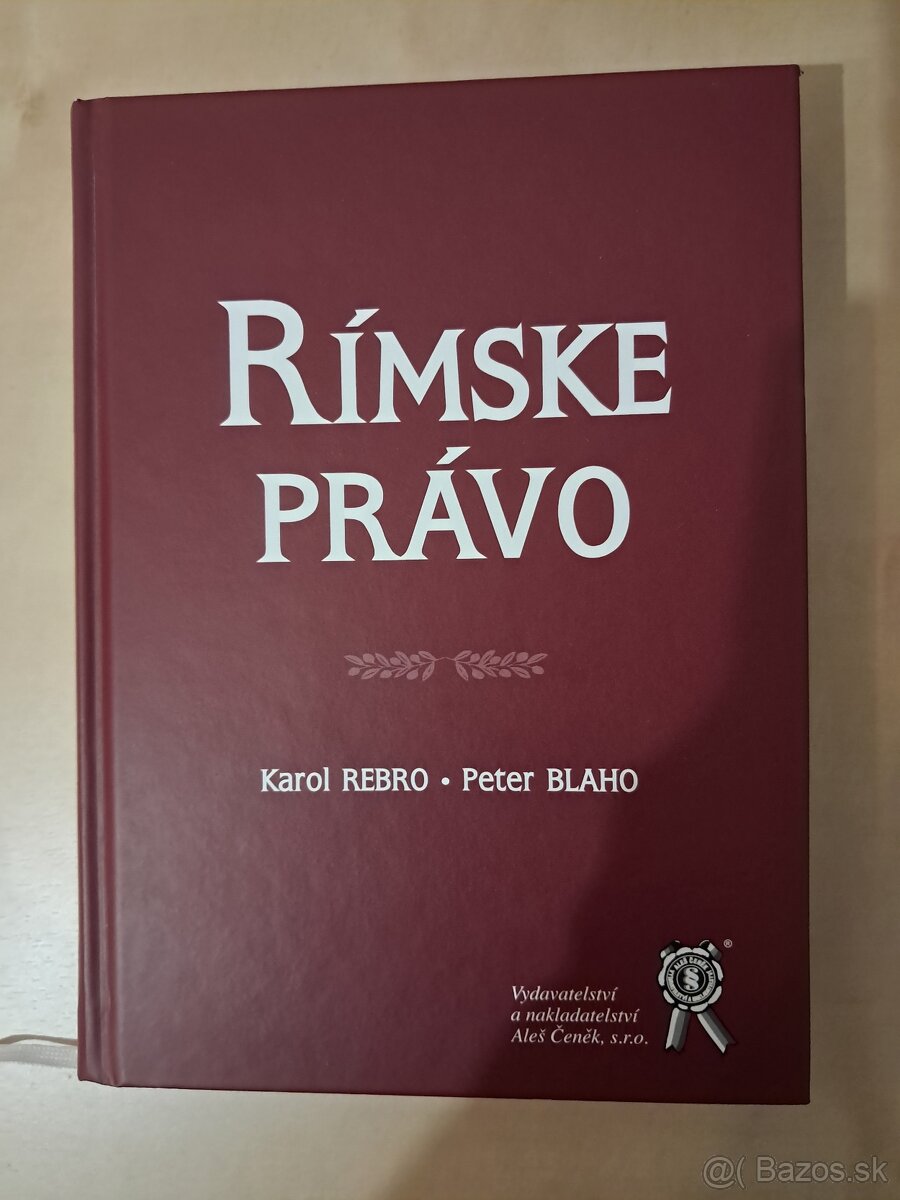 RÍMSKE
PRÁVO
Karol REBRO • Peter BLAHO
Vydavatelství
a nakladatelství
Aleš Čeněk, s.r.o.
®
§
@( Bazos.sk